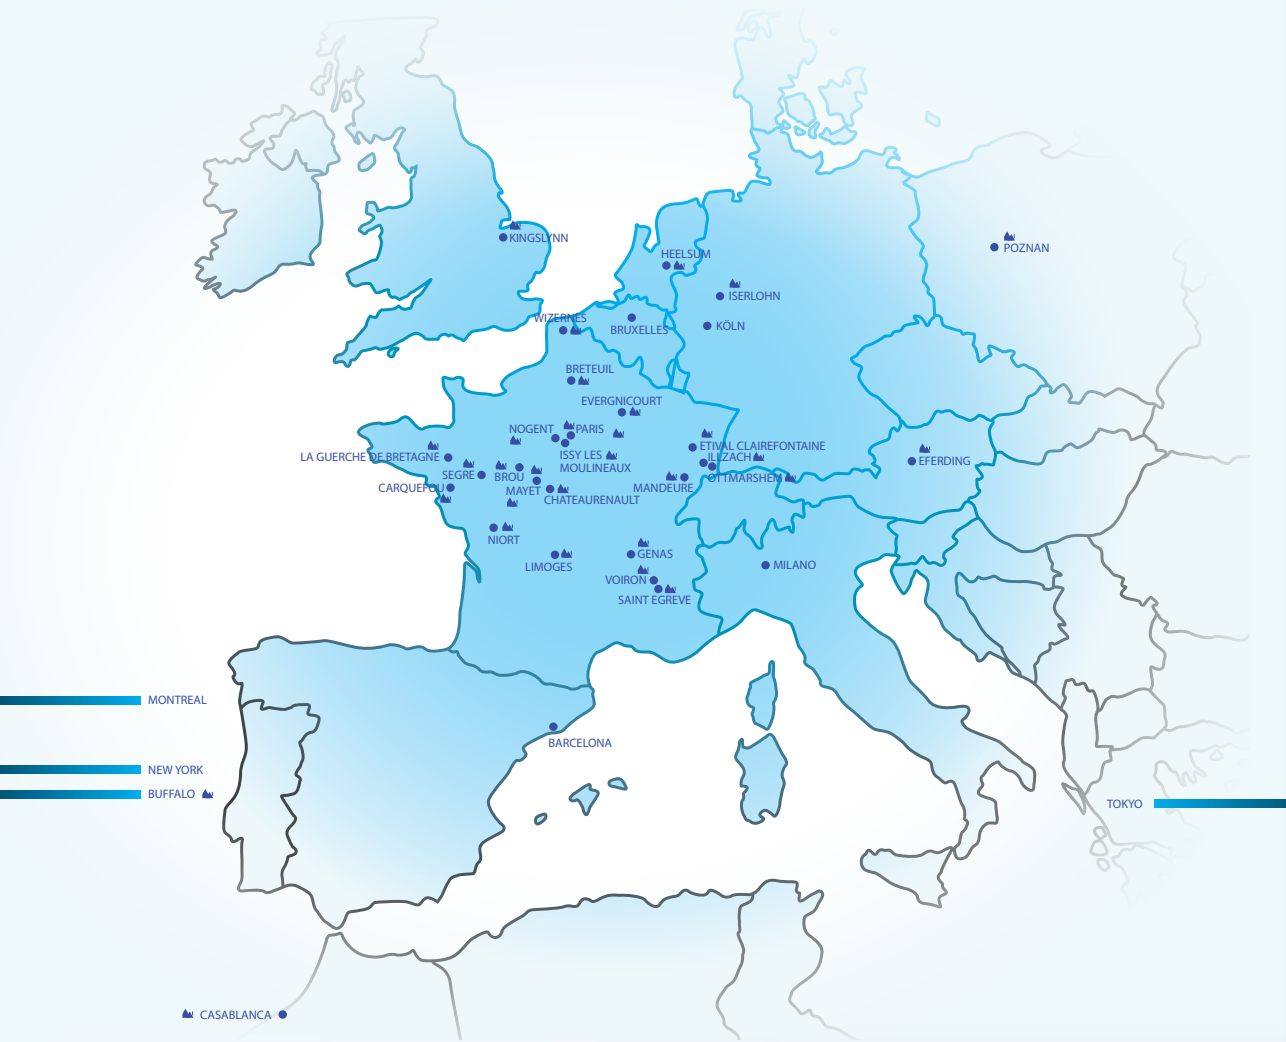 KINGSLYNN
POZNAN
HEELSUM
ISERLOHN
WIZERNES
BRUXELLES
KÖLN
BRETEUIL
EVERGNICOURT
NOGENT
PARIS
ETIVAL CLAIREFONTAINE
LA GUERCHE DE BRETAGNE
ISSY LES
MOULINEAUX
ILLZACH
EFERDING
SEGRE
BROU
OTTMARSHEM
CARQUEFOU
MAYET
MANDEURE
CHATEAURENAULT
NIORT
GENAS
LIMOGES
MILANO
VOIRON
SAINT EGREVE
MONTREAL
BARCELONA
NEW YORK
BUFFALO
TOKYO
CASABLANCA